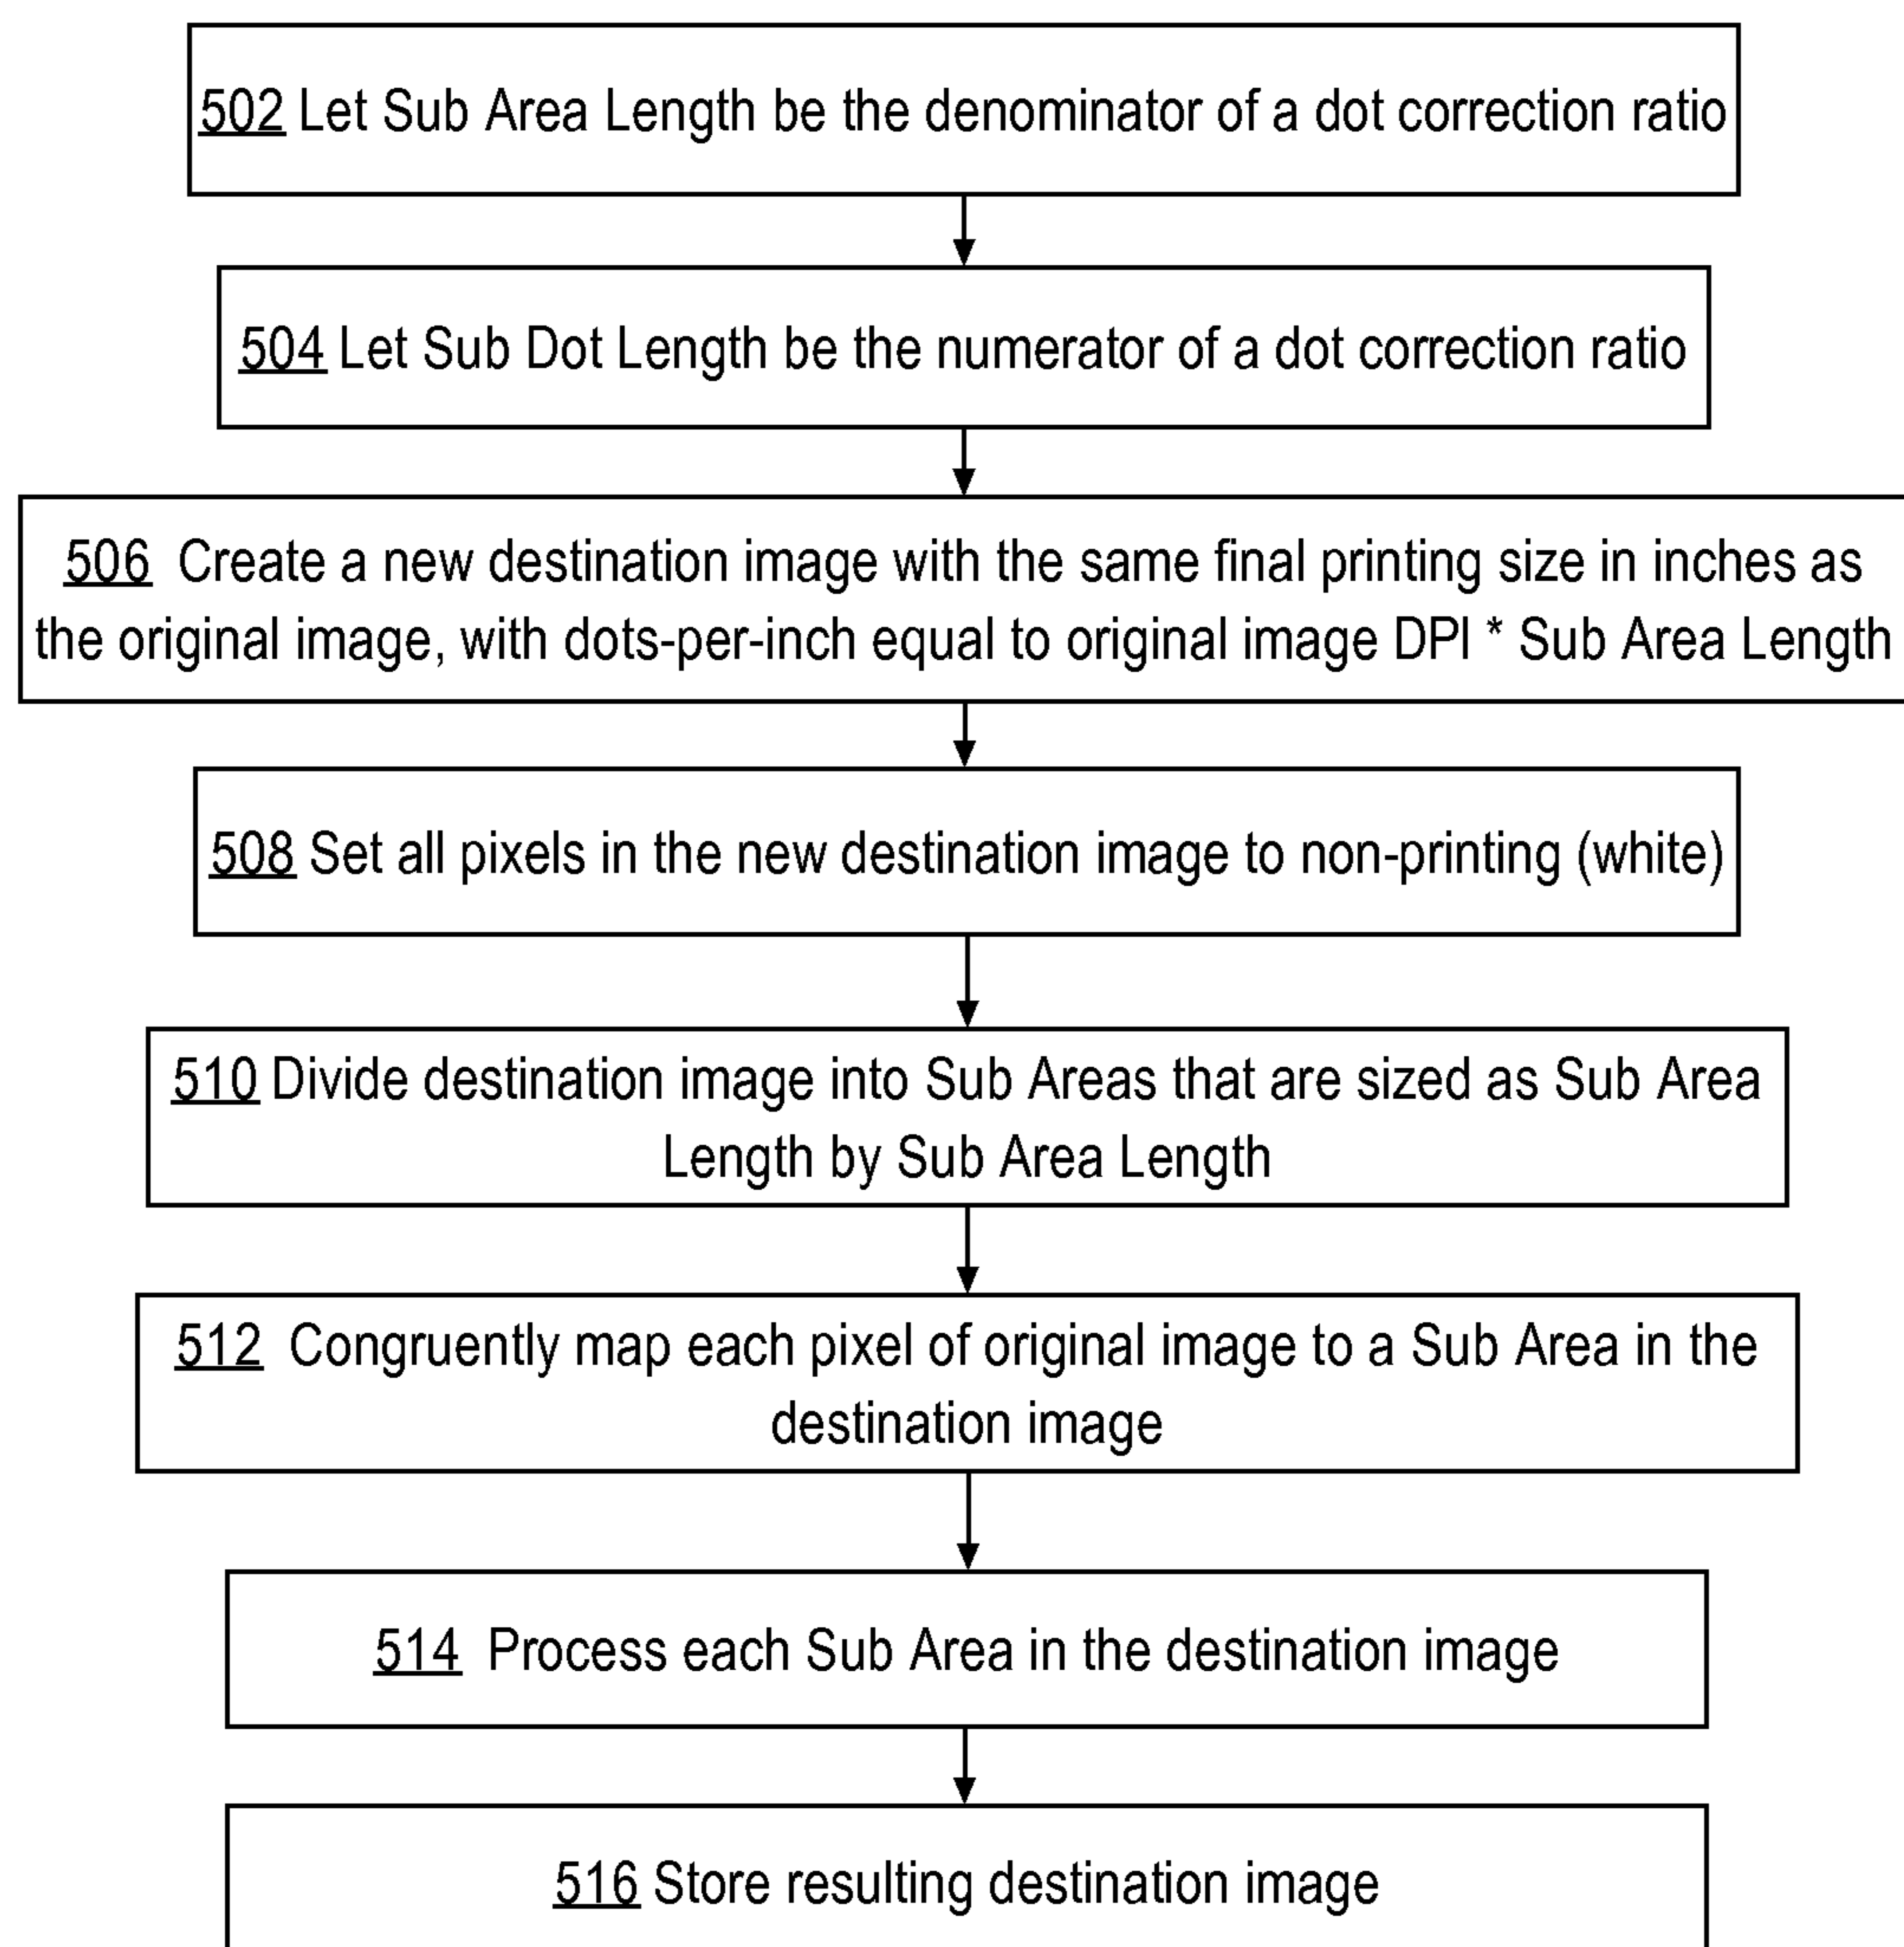 502 Let Sub Area Length be the denominator of a dot correction ratio
504 Let Sub Dot Length be the numerator of a dot correction ratio
506 Create a new destination image with the same final printing size in inches as
the original image, with dots-per-inch equal to original image DPI * Sub Area Length
508 Set all pixels in the new destination image to non-printing (white)
510 Divide destination image into Sub Areas that are sized as Sub Area
Length by Sub Area Length
512 Congruently map each pixel of original image to a Sub Area in the
destination image
514 Process each Sub Area in the destination image
516 Store resulting destination image